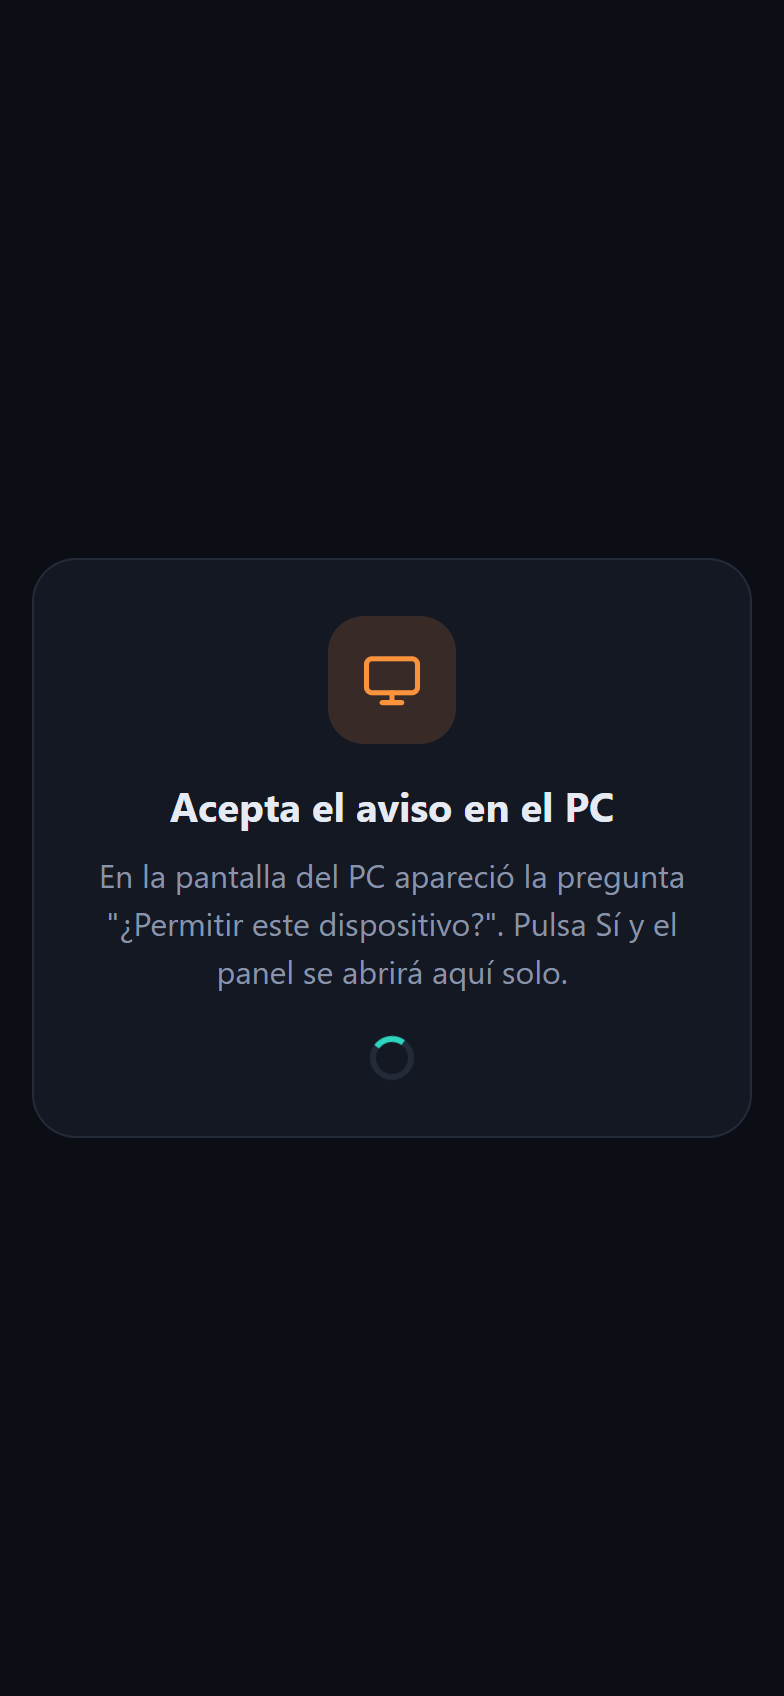 Acepta el aviso en el PC
En la pantalla del PC apareció la pregunta
"¿Permitir este dispositivo?". Pulsa Sí y el
panel se abrirá aquí solo.